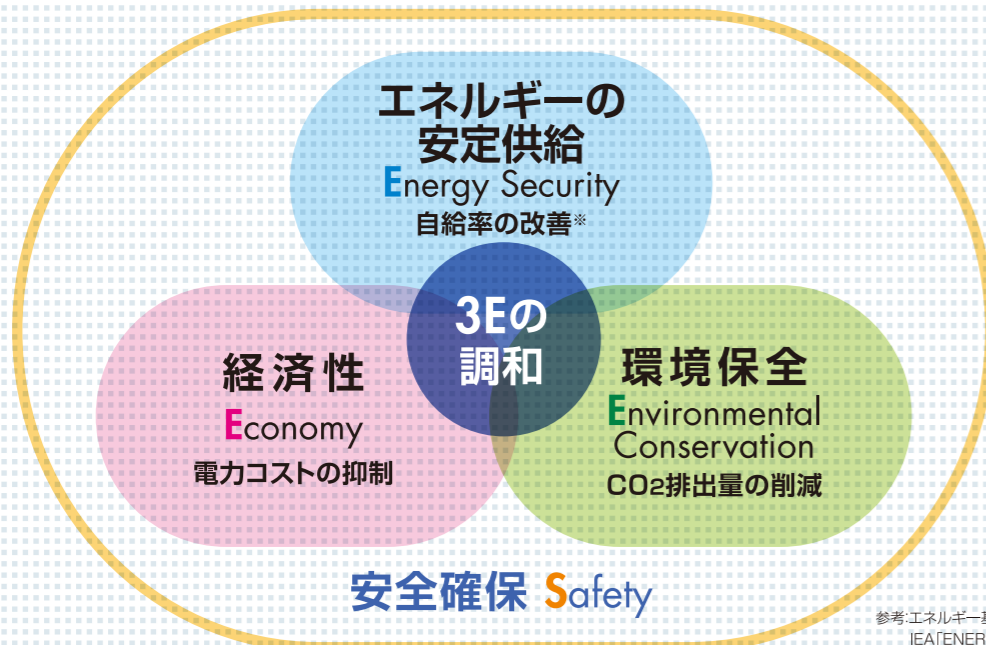 エネルギーの
安定供給
Energy Security
自給率の改善※
3Eの
調和
経済性
Economy
電力コストの抑制
環境保全
Environmental
Conservation
CO2排出量の削減
安全確保 Safety
参考:エネルギー基
IEA「ENER